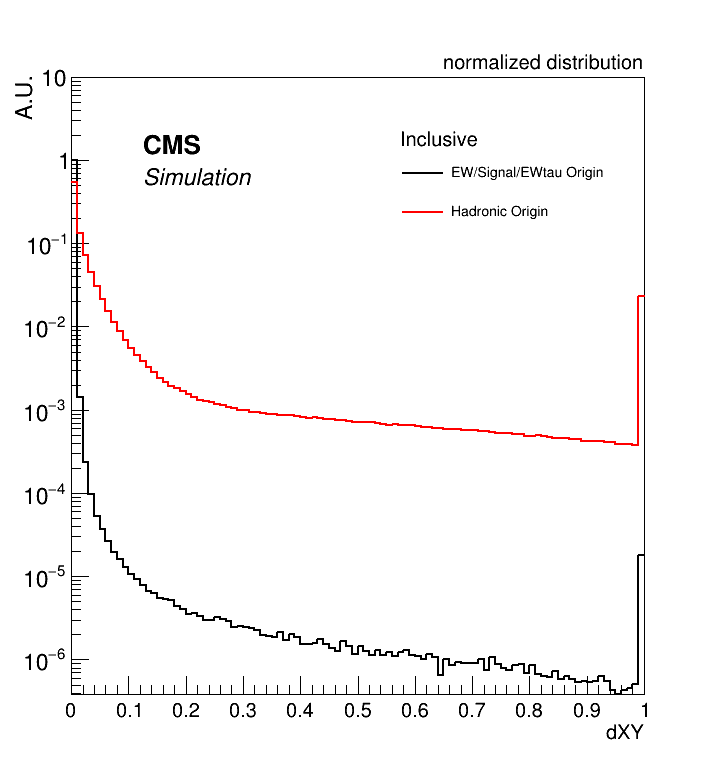 normalized distribution
A.U.
10
CMS
Inclusive
1
Simulation
EW/Signal/EWtau Origin
Hadronic Origin
10⁻¹
10⁻²
10⁻³
10⁻⁴
10⁻⁵
10⁻⁶
0 0.1 0.2 0.3 0.4 0.5 0.6 0.7 0.8 0.9 1
dXY